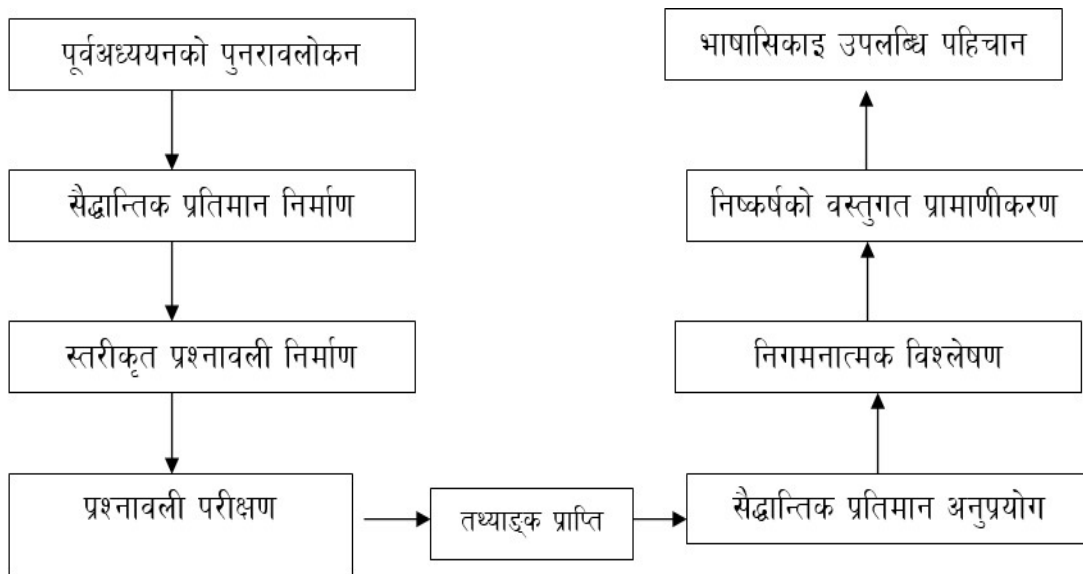 पूर्वअध्ययनको पुनरावलोकन
सैद्धान्तिक प्रतिमान निर्माण
स्तरीकृत प्रश्नावली निर्माण
प्रश्नावली परीक्षण
तथ्याङ्क प्राप्ति
सैद्धान्तिक प्रतिमान अनुप्रयोग
निगमनात्मक विश्लेषण
निष्कर्षको वस्तुगत प्रामाणीकरण
भाषासिकाइ उपलब्धि पहिचान